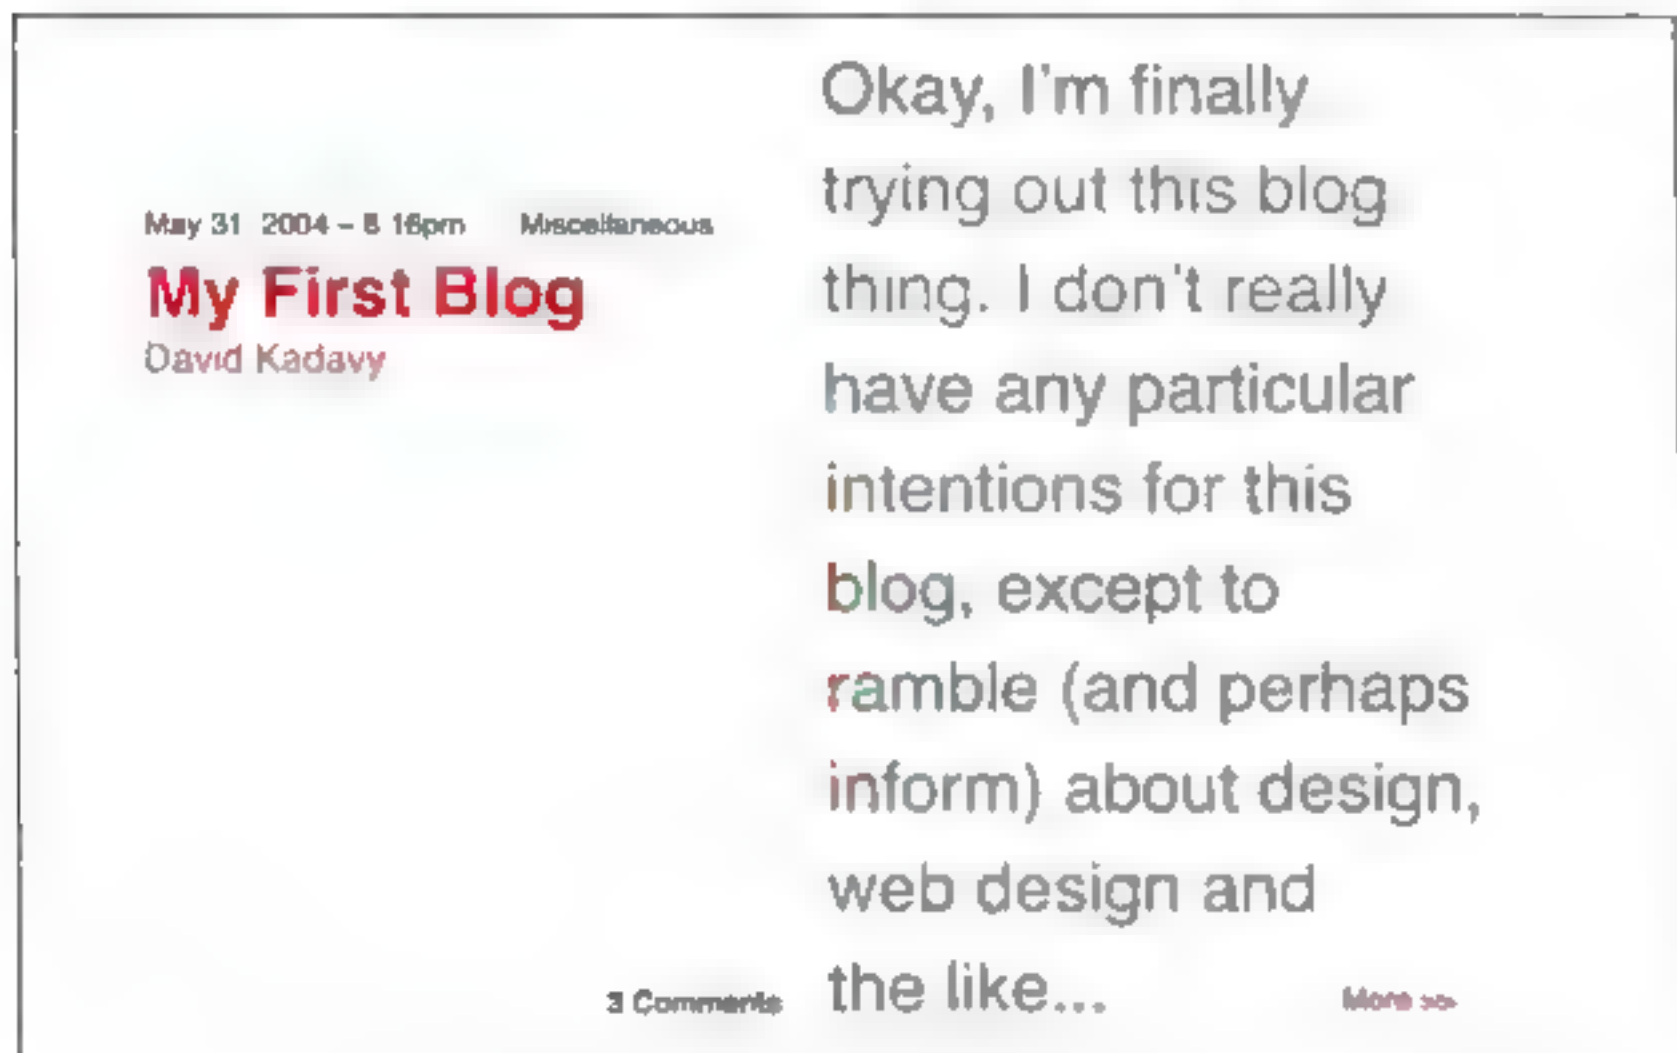 May 31 2004 – 8 16pm Miscellaneous
My First Blog
David Kadavy
Okay, I'm finally
trying out this blog
thing. I don't really
have any particular
intentions for this
blog, except to
ramble (and perhaps
inform) about design,
web design and
the like...
3 Comments
More >>